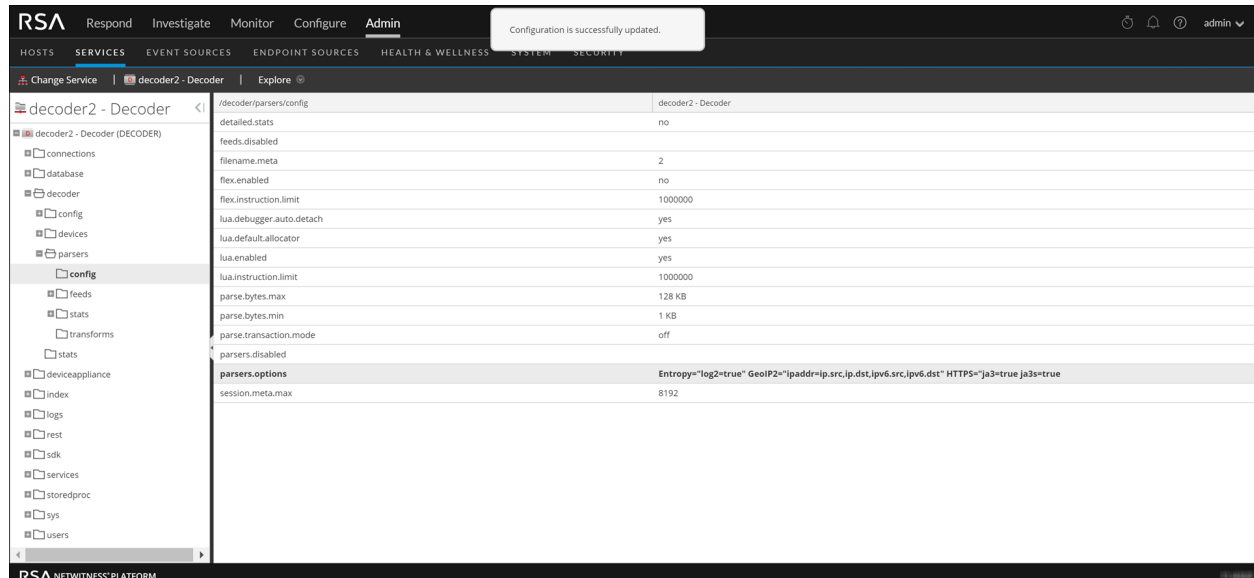 RSA Respond Investigate Monitor Configure Admin admin
Configuration is successfully updated.
HOSTS SERVICES EVENT SOURCES ENDPOINT SOURCES HEALTH & WELLNESS SYSTEM SECURITY
Change Service | decoder2 - Decoder | Explore
decoder2 - Decoder
decoder2 - Decoder (DECODER)
connections
database
decoder
config
devices
parsers
config
feeds
stats
transforms
stats
deviceappliance
index
logs
rest
sdk
services
storedproc
sys
users
/decoder/parsers/config decoder2 - Decoder
detailed.stats no
feeds.disabled
filename.meta 2
flex.enabled no
flex.instruction.limit 1000000
lua.debugger.auto.detach yes
lua.default.allocator yes
lua.enabled yes
lua.instruction.limit 1000000
parse.bytes.max 128 KB
parse.bytes.min 1 KB
parse.transaction.mode off
parsers.disabled
parsers.options Entropy="log2=true" GeoIP2="ipaddr=ip.src,ip.dst,ipv6.src,ipv6.dst" HTTPS="ja3=true ja3s=true
session.meta.max 8192
RSA NETWITNESS® PLATFORM